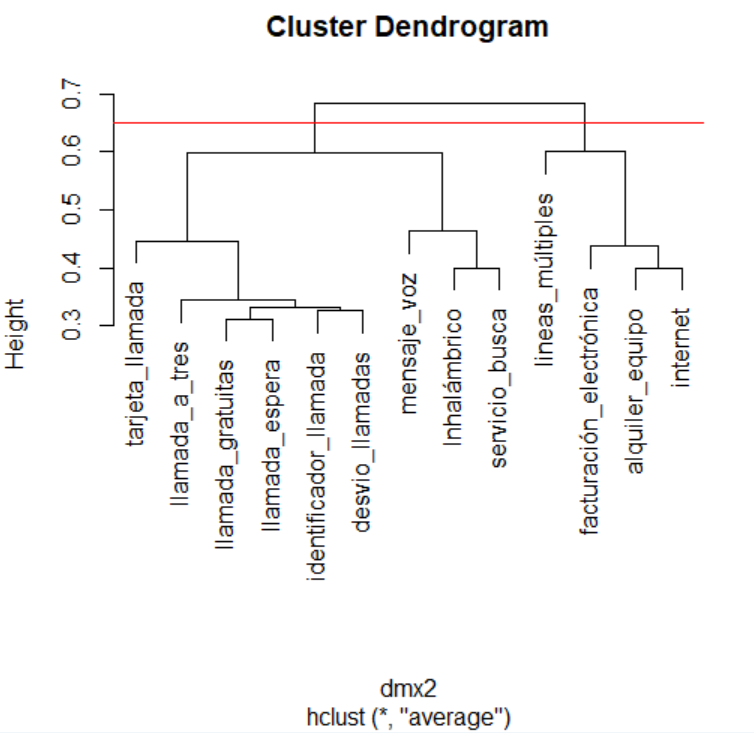 Cluster Dendrogram
Height
0.7
0.6
0.5
0.4
0.3
tarjeta_llamada
llamada_a_tres
llamada_gratuitas
llamada_espera
identificador_llamada
desvio_llamadas
mensaje_voz
Inhalámbrico
servicio_busca
lineas_múltiples
facturación_electrónica
alquiler_equipo
internet
dmx2
hclust (*, "average")